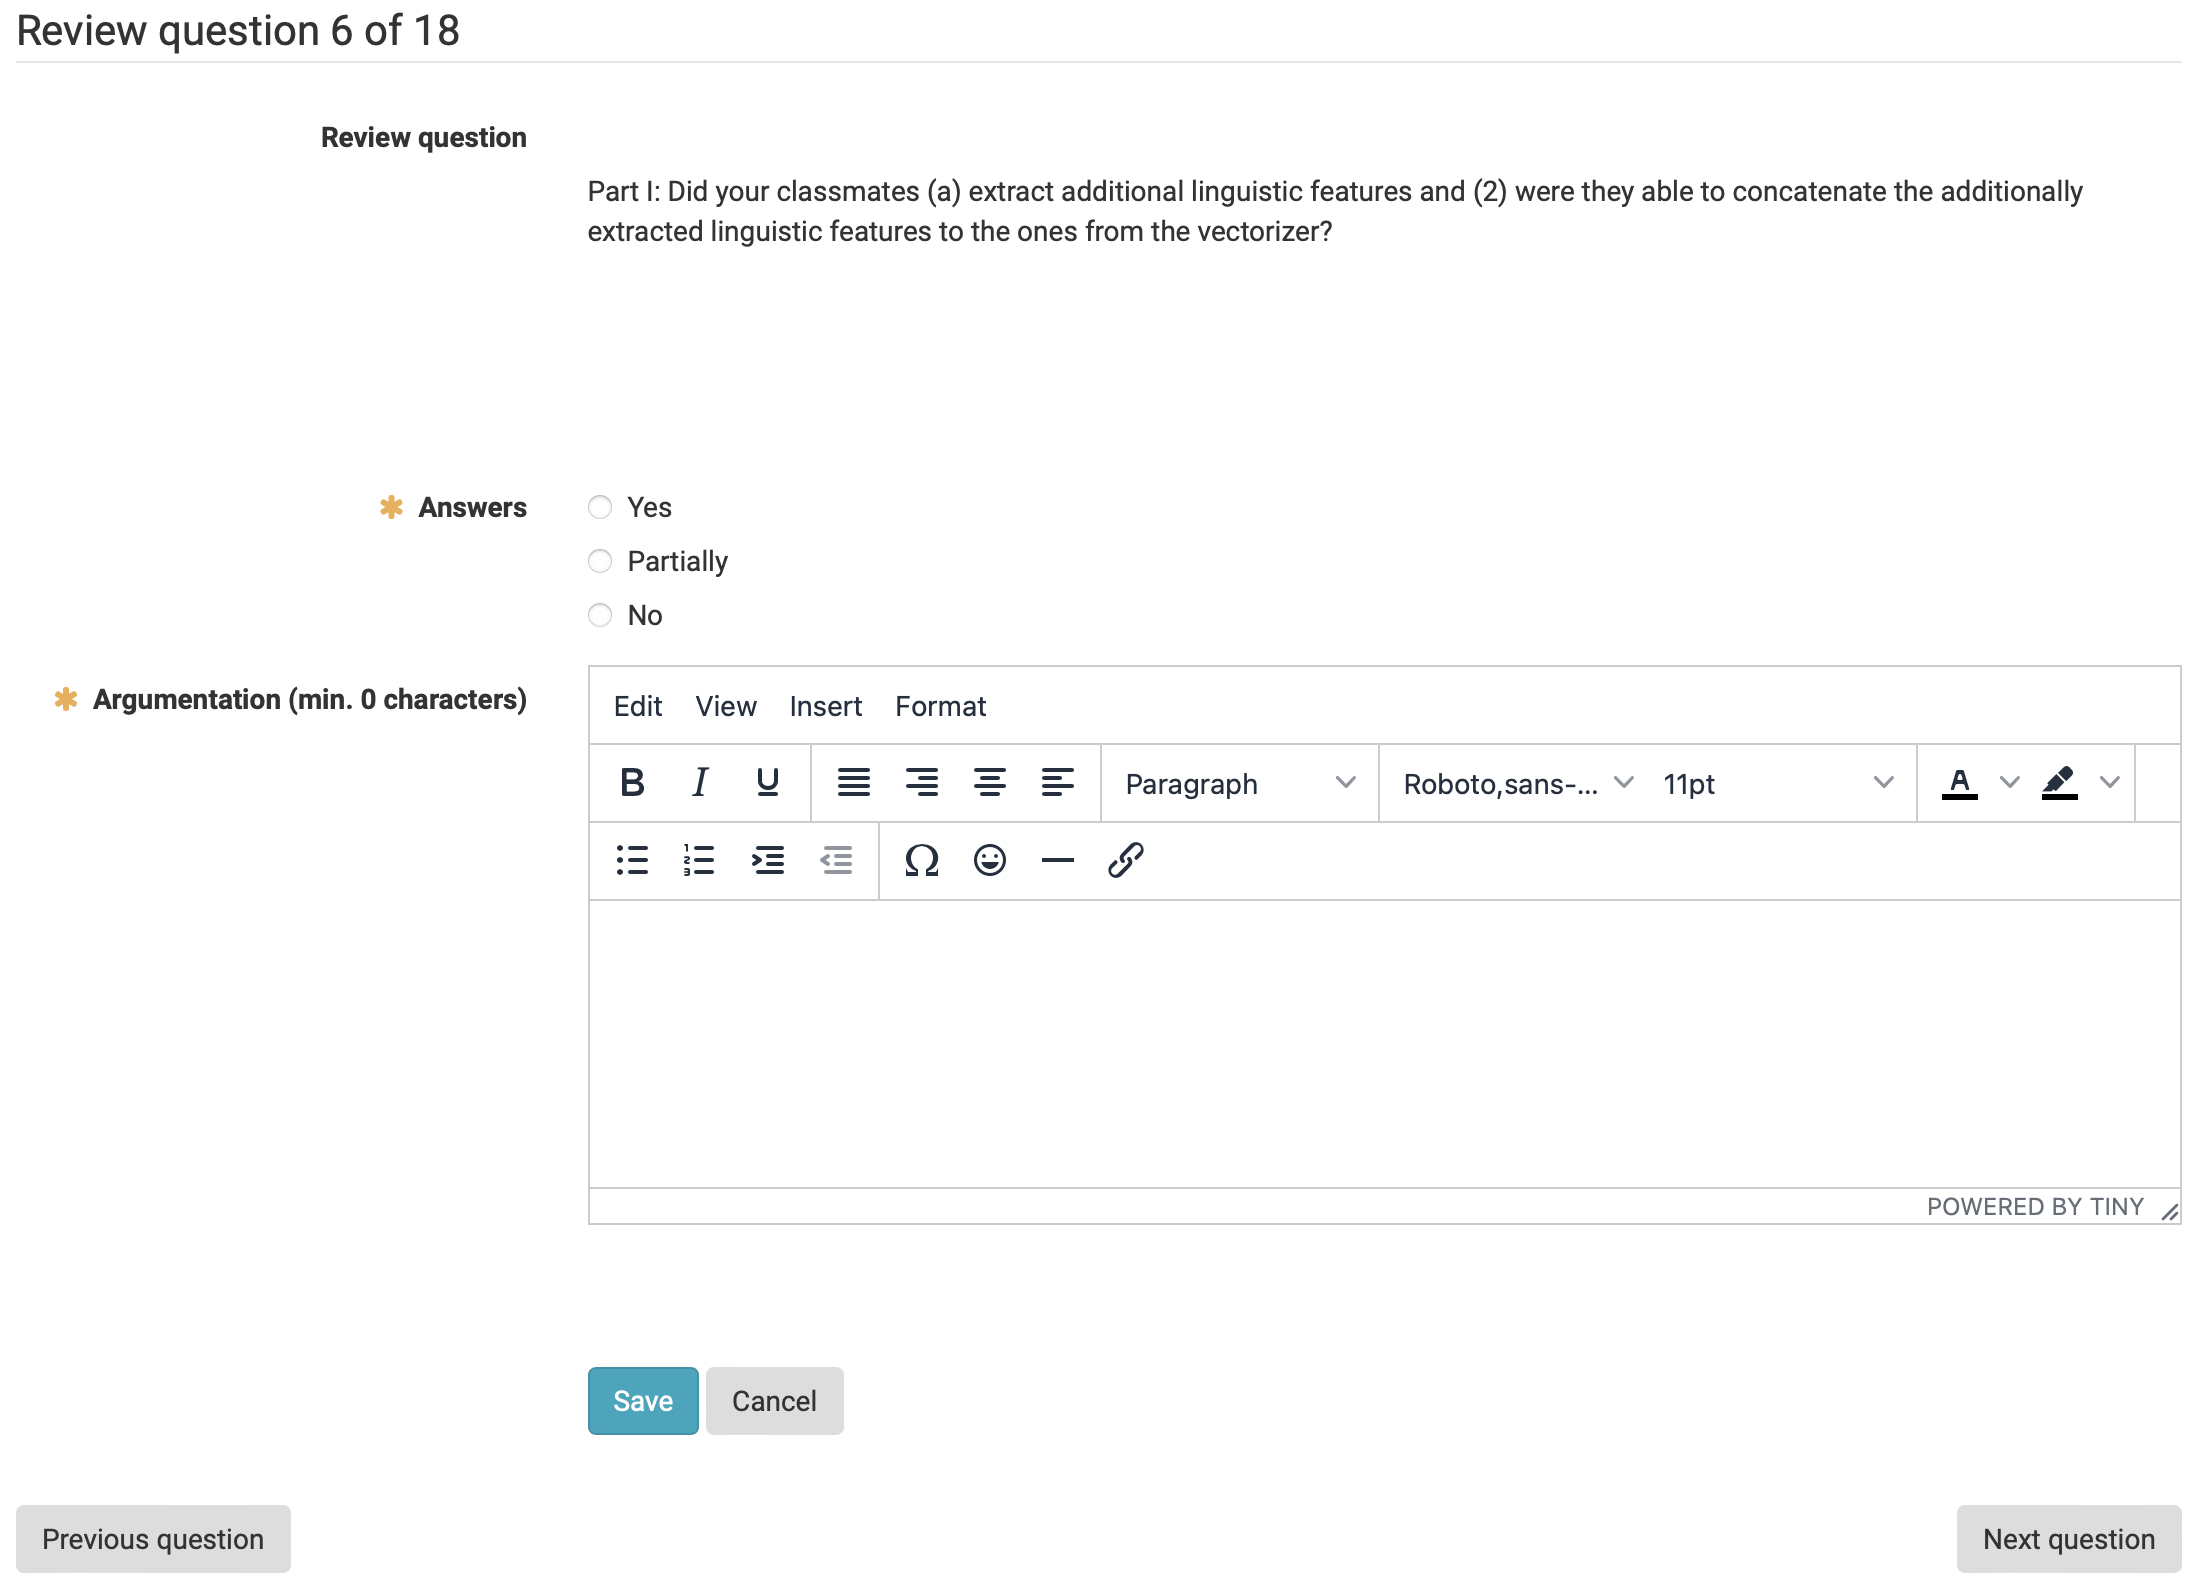 Review question 6 of 18
Review question
Part I: Did your classmates (a) extract additional linguistic features and (2) were they able to concatenate the additionally
extracted linguistic features to the ones from the vectorizer?
✱ Answers
Yes
Partially
No
✱ Argumentation (min. 0 characters)
Edit View Insert Format
B I U Paragraph Roboto,sans-... 11pt A
Ω
POWERED BY TINY
Save Cancel
Previous question Next question